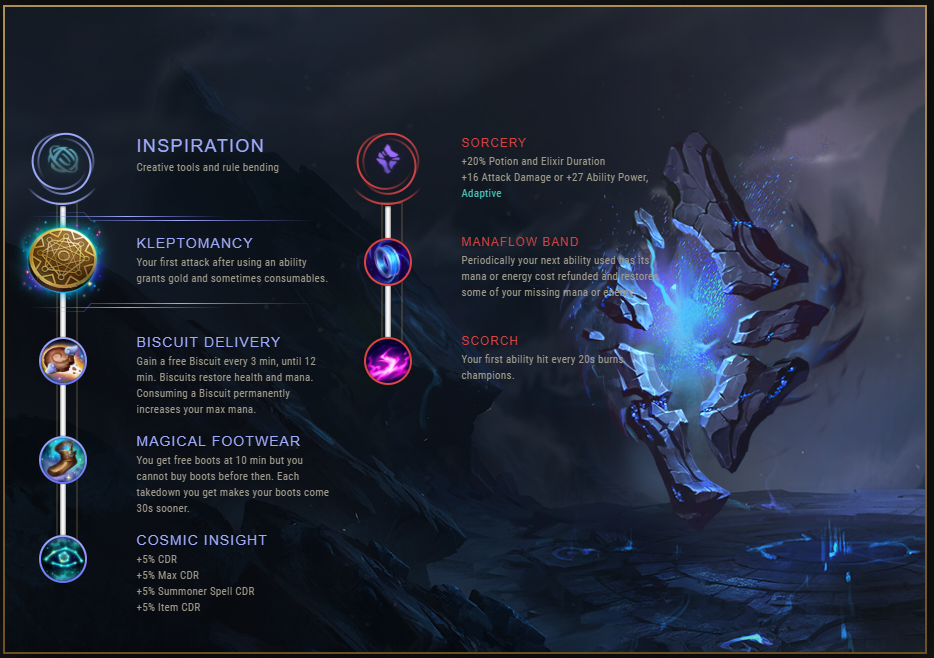 INSPIRATION
Creative tools and rule bending
KLEPTOMANCY
Your first attack after using an ability
grants gold and sometimes consumables.
BISCUIT DELIVERY
Gain a free Biscuit every 3 min, until 12
min. Biscuits restore health and mana.
Consuming a Biscuit permanently
increases your max mana.
MAGICAL FOOTWEAR
You get free boots at 10 min but you
cannot buy boots before then. Each
takedown you get makes your boots come
30s sooner.
COSMIC INSIGHT
+5% CDR
+5% Max CDR
+5% Summoner Spell CDR
+5% Item CDR
SORCERY
+20% Potion and Elixir Duration
+16 Attack Damage or +27 Ability Power,
Adaptive
MANAFLOW BAND
Periodically your next ability used has its
mana or energy cost refunded and restores
some of your missing mana or energy.
SCORCH
Your first ability hit every 20s burns
champions.